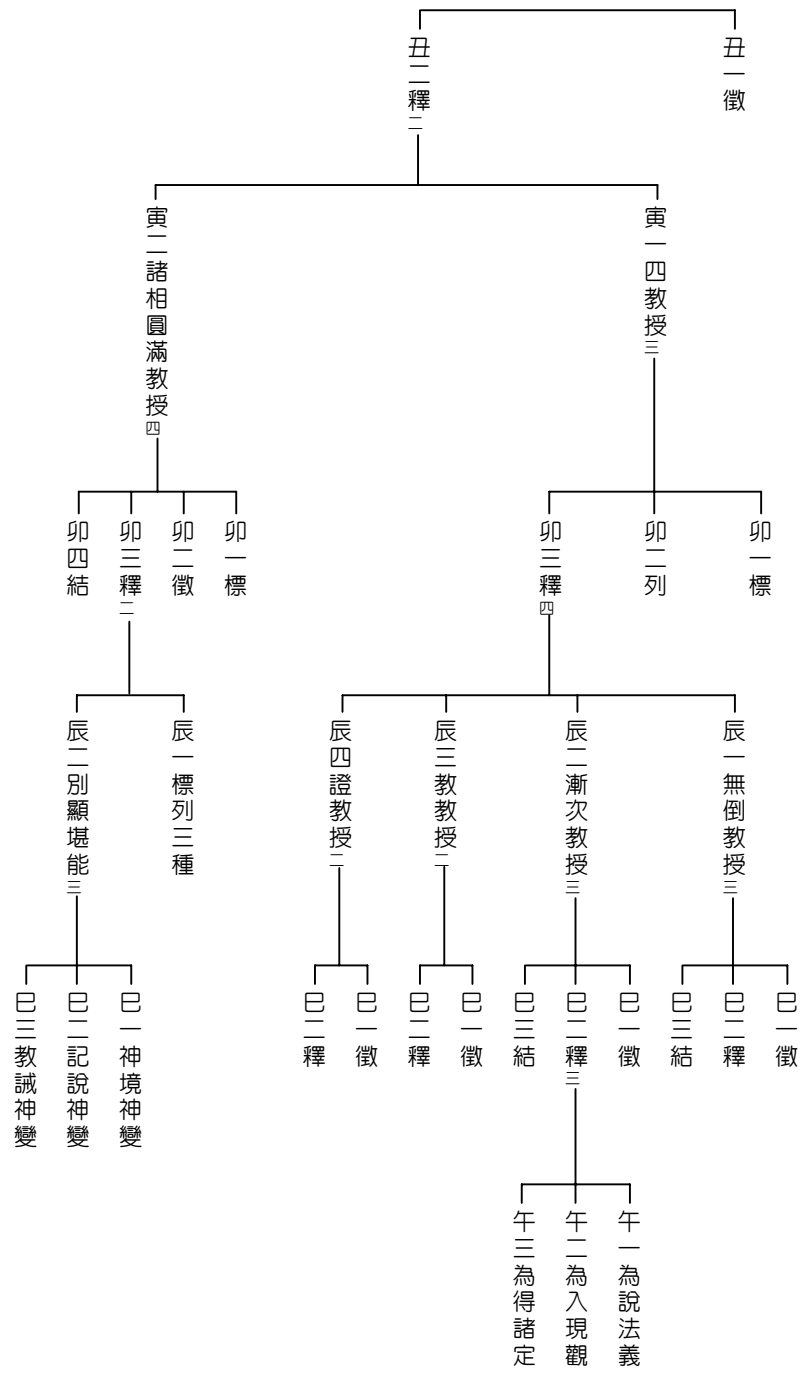 丑一徵
丑二釋二
寅一四教授三
寅二諸相圓滿教授四
卯一標
卯二列
卯三釋四
卯一標
卯二徵
卯三釋二
卯四結
辰一無倒教授三
辰二漸次教授三
辰三教教授二
辰四證教授二
辰一標列三種
辰二別顯堪能三
巳一徵
巳二釋
巳三結
巳一徵
巳二釋三
巳三結
巳一徵
巳二釋
巳一徵
巳二釋
巳一神境神變
巳二記說神變
巳三教誡神變
午一為說法義
午二為入現觀
午三為得諸定